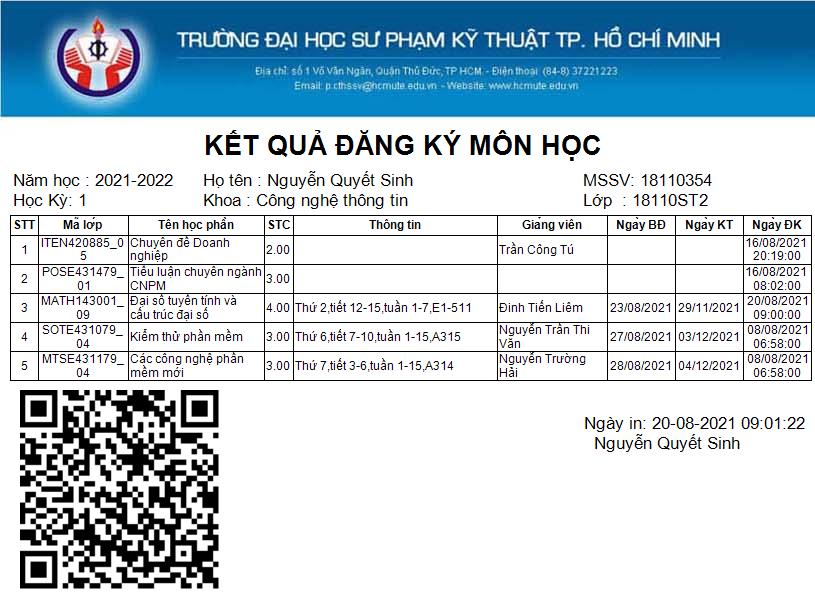 TRƯỜNG ĐẠI HỌC SƯ PHẠM KỸ THUẬT TP. HỒ CHÍ MINH
Địa chỉ: số 1 Võ Văn Ngân, Quận Thủ Đức, TP HCM. - Điện thoại: (84-8) 37221223
Email: p.cthssv@hcmute.edu.vn - Website: www.hcmute.edu.vn
KẾT QUẢ ĐĂNG KÝ MÔN HỌC
Năm học : 2021-2022 Họ tên : Nguyễn Quyết Sinh MSSV: 18110354
Học Kỳ: 1 Khoa : Công nghệ thông tin Lớp : 18110ST2
STT Mã lớp Tên học phần STC Thông tin Giảng viên Ngày BĐ Ngày KT Ngày ĐK
ITEN420885_0 Chuyên đề Doanh 16/08/2021
1 2.00 Trần Công Tú
5 nghiệp 20:19:00
POSE431479_ Tiểu luận chuyên ngành 16/08/2021
2 3.00
01 CNPM 08:02:00
MATH143001_ Đại số tuyến tính và 20/08/2021
3 4.00 Thứ 2,tiết 12-15,tuần 1-7,E1-511 Đinh Tiến Liêm 23/08/2021 29/11/2021
09 cấu trúc đại số 09:00:00
SOTE431079_ Nguyễn Trần Thi 08/08/2021
4 Kiểm thử phần mềm 3.00 Thứ 6,tiết 7-10,tuần 1-15,A315 27/08/2021 03/12/2021
04 Văn 06:58:00
MTSE431179_ Các công nghệ phần Nguyễn Trường 08/08/2021
5 3.00 Thứ 7,tiết 3-6,tuần 1-15,A314 28/08/2021 04/12/2021
04 mềm mới Hải 06:58:00
Ngày in: 20-08-2021 09:01:22
Nguyễn Quyết Sinh